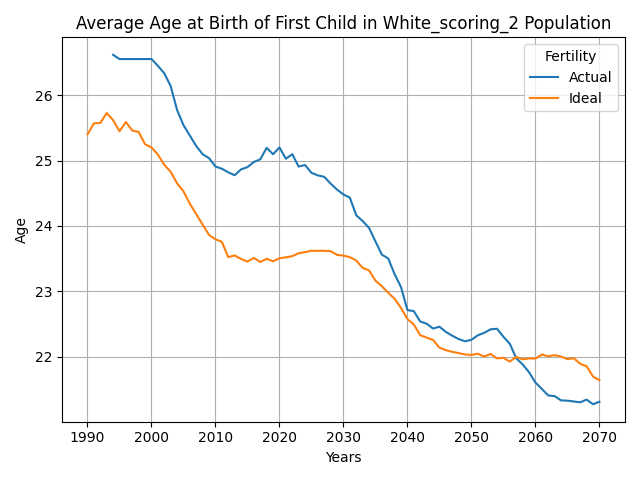 Average Age at Birth of First Child in White_scoring_2 Population
Fertility
Actual
Ideal
Age
26
25
24
23
22
1990 2000 2010 2020 2030 2040 2050 2060 2070
Years